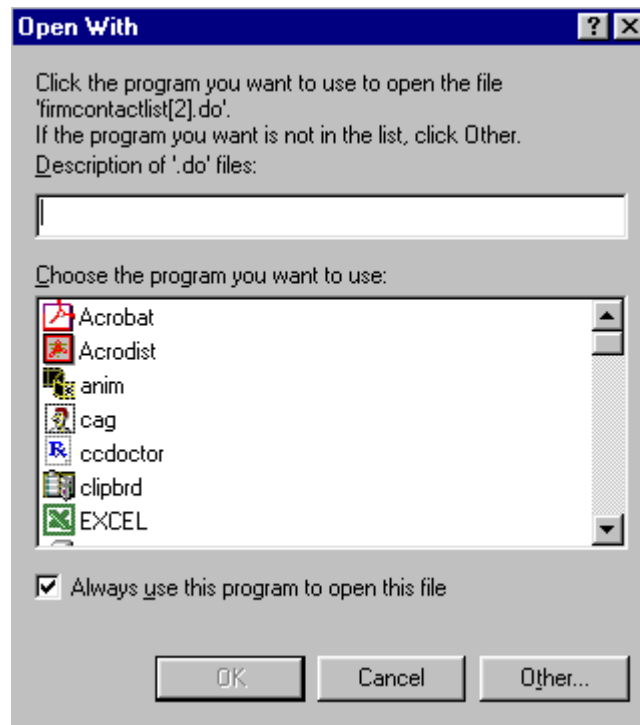 Open With
Click the program you want to use to open the file
'firmcontactlist[2].do'.
If the program you want is not in the list, click Other.
Description of '.do' files:
Choose the program you want to use:
Acrobat
Acrodist
anim
cag
ccdoctor
clipbrd
EXCEL
Always use this program to open this file
OK
Cancel
Other...